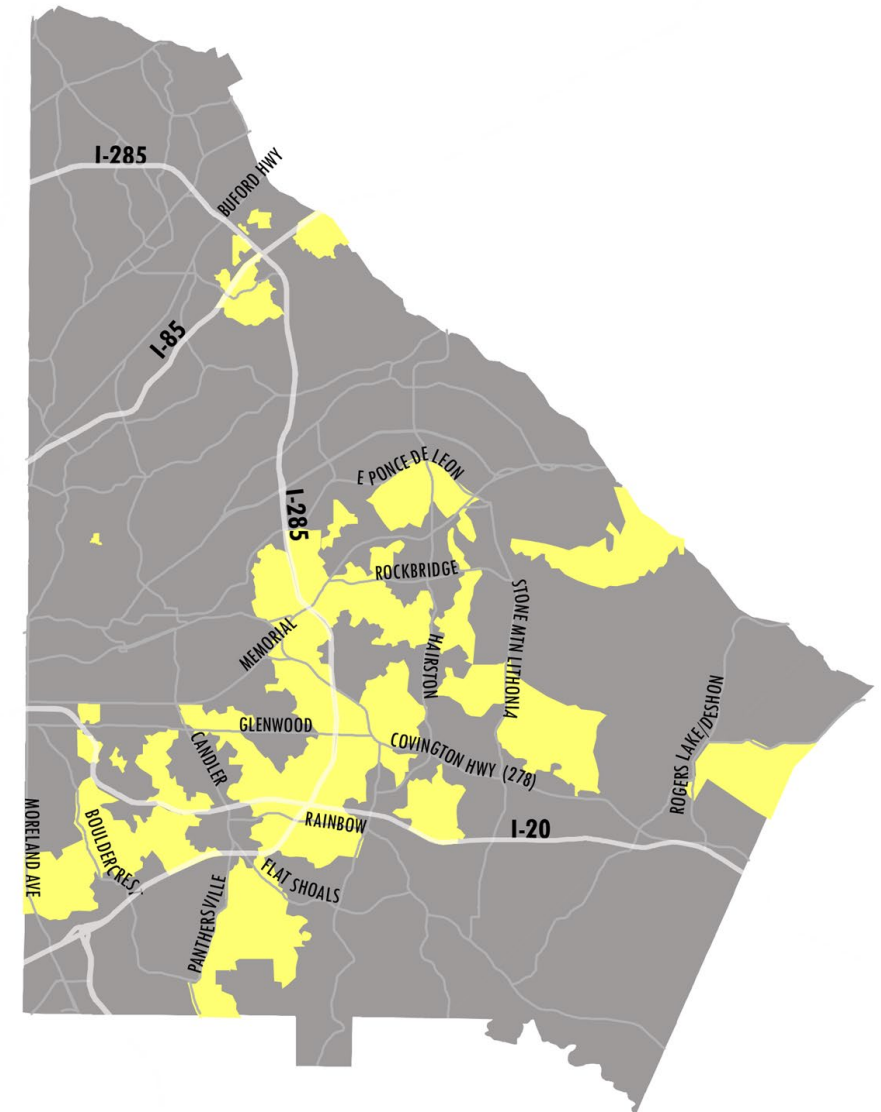 I-285
BUFORD HWY
I-85
E PONCE DE LEON
I-285
ROCKBRIDGE
STONE MTN LITHONIA
MEMORIAL
HAIRSTON
ROGERS LAKE/DESHON
GLENWOOD
CANDLER
COVINGTON HWY (278)
MORELAND AVE
BOULDERCREST
RAINBOW
I-20
FLAT SHOALS
PANTHERSVILLE